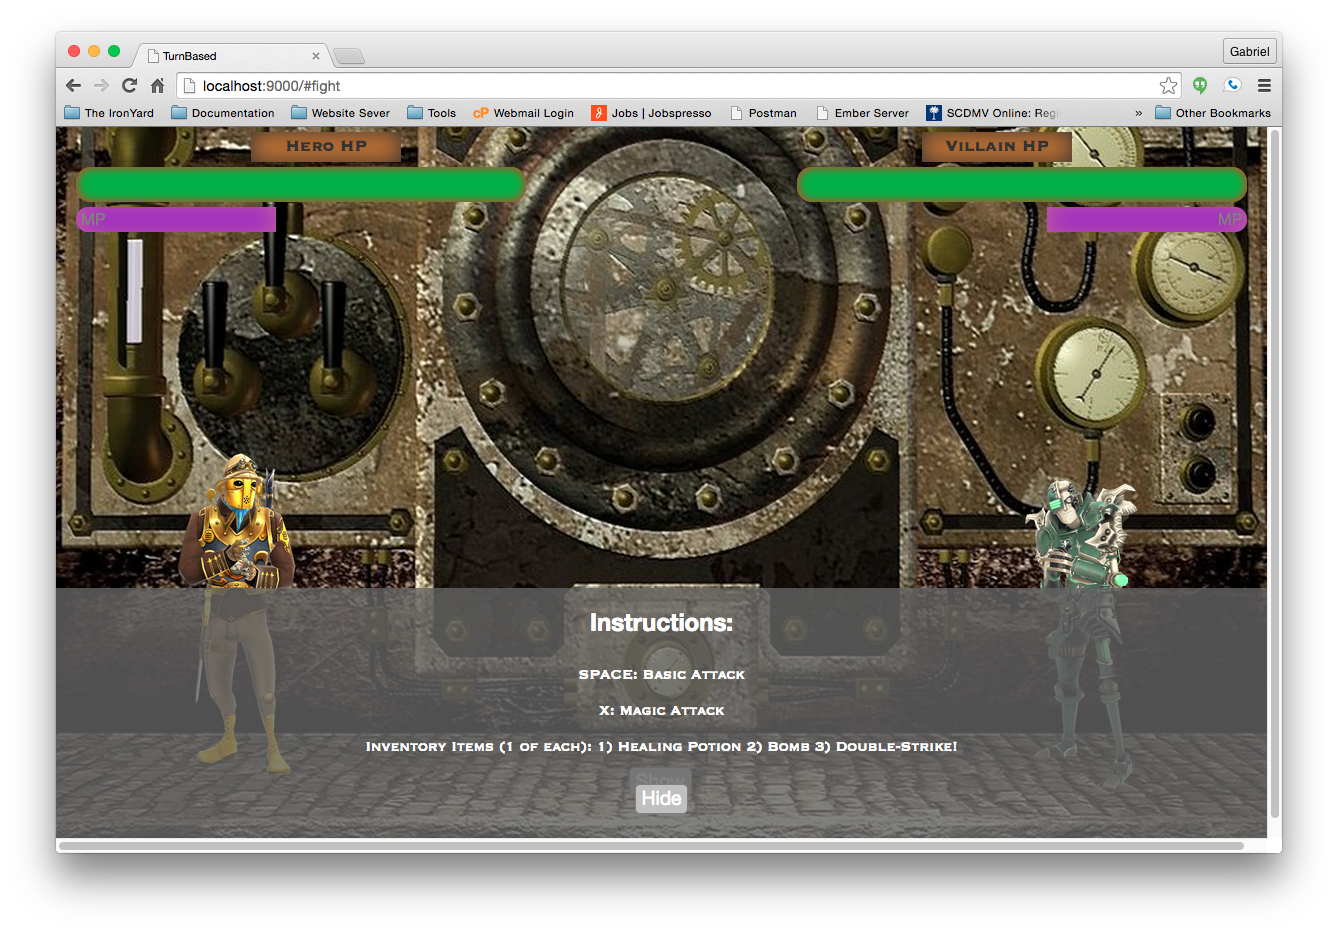 TurnBased
Gabriel
localhost:9000/#fight
The IronYard Documentation Website Sever Tools cP Webmail Login Jobs | Jobspresso Postman Ember Server SCDMV Online: Regi » Other Bookmarks
Hero HP Villain HP
MP MP
Instructions:
SPACE: Basic Attack
X: Magic Attack
Inventory Items (1 of each): 1) Healing Potion 2) Bomb 3) Double-Strike!
Show
Hide